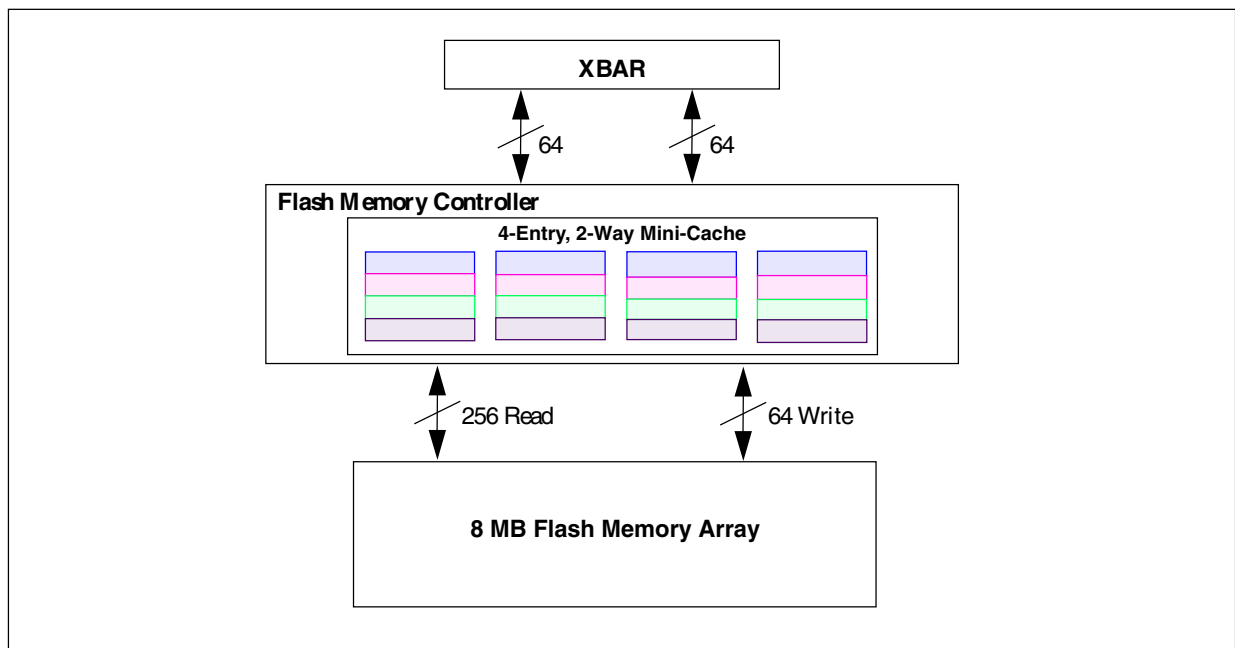 XBAR
64
64
Flash Memory Controller
4-Entry, 2-Way Mini-Cache
256 Read
64 Write
8 MB Flash Memory Array